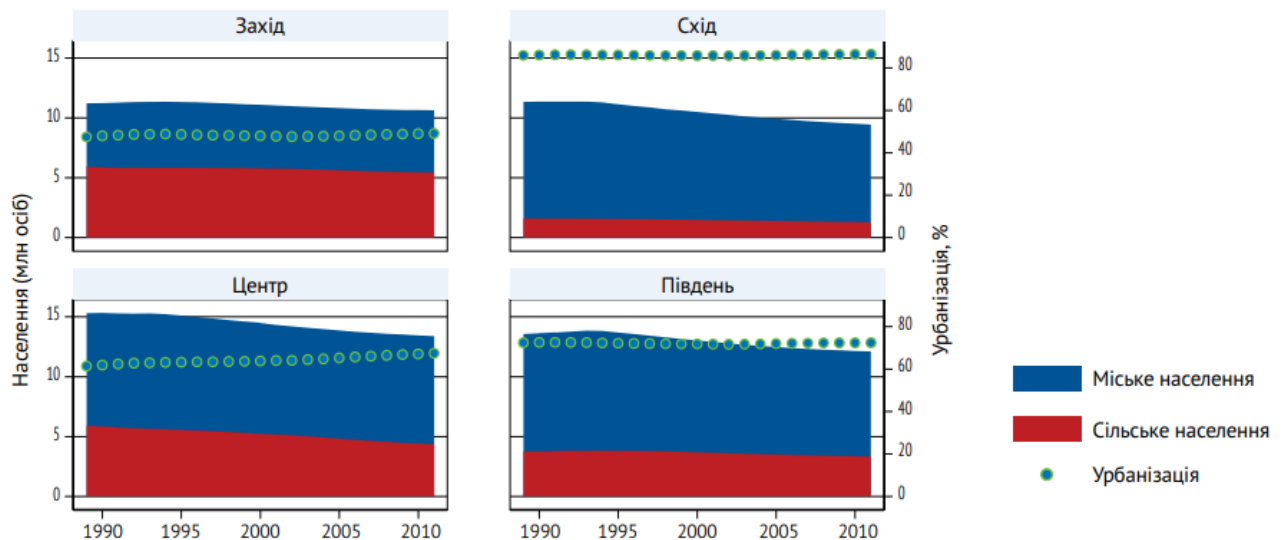 Захід
Схід
15
10
5
0
80
60
40
20
0
Центр
Південь
15
10
5
0
80
60
40
20
0
1990 1995 2000 2005 2010
1990 1995 2000 2005 2010
Населення (млн осіб)
Урбанізація, %
Міське населення
Сільське населення
Урбанізація